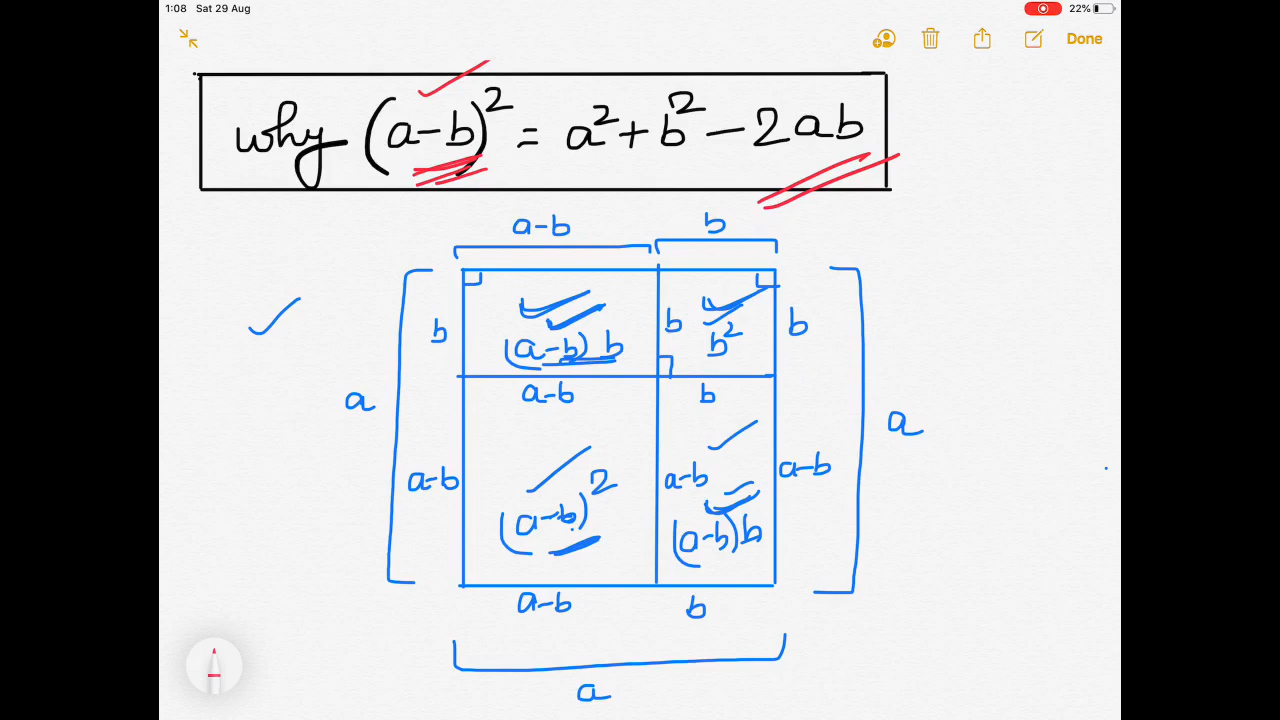 1:08 Sat 29 Aug 22%
Done
why (a-b)² = a² + b² - 2ab
a-b b
b (a-b) b b b² b
a-b b
a a
a-b (a-b)² a-b (a-b)b a-b
a-b b
a